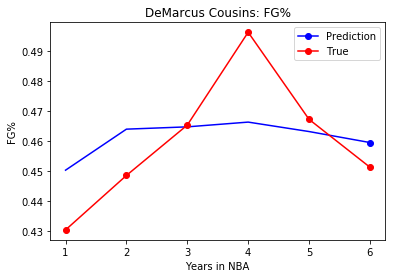 DeMarcus Cousins: FG%
Prediction
True
0.49
0.48
0.47
0.46
0.45
0.44
0.43
FG%
1 2 3 4 5 6
Years in NBA